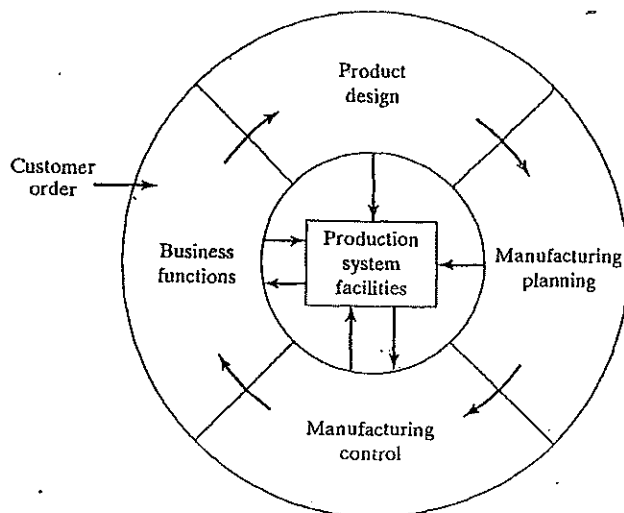 Product
design
Customer
order
Business
functions
Production
system
facilities
Manufacturing
planning
Manufacturing
control